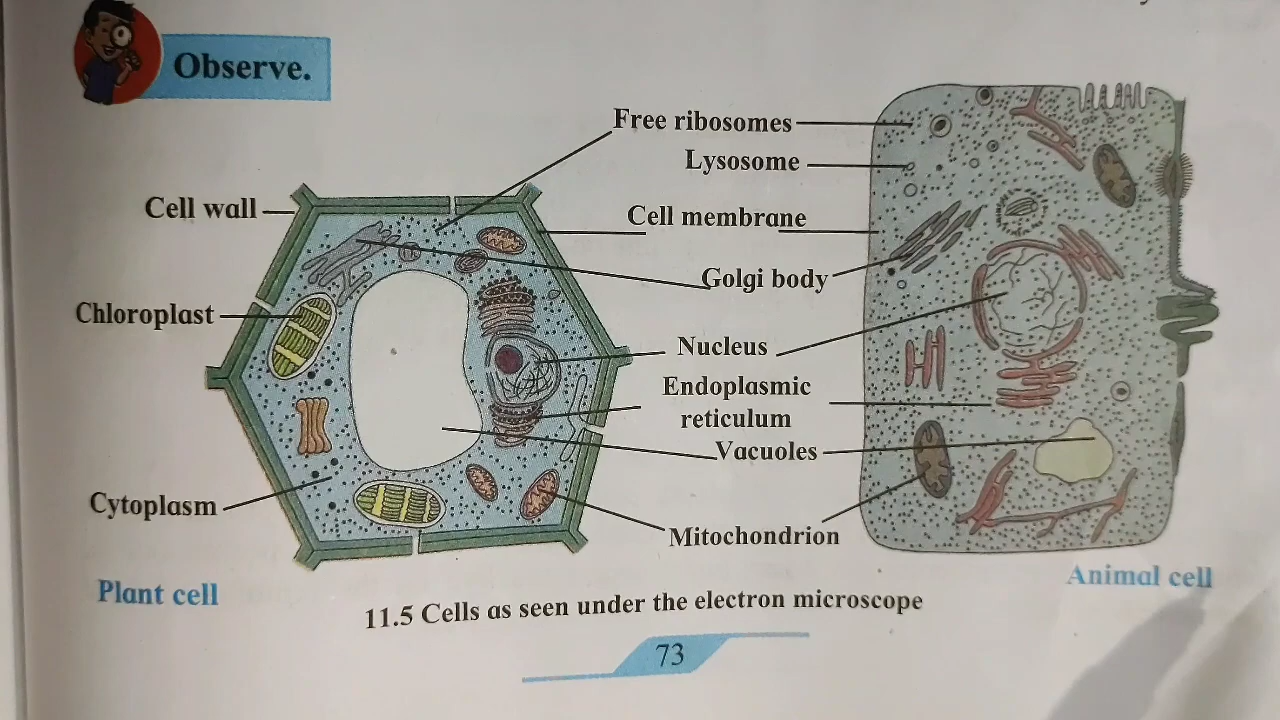 Observe.
Free ribosomes
Lysosome
Cell wall
Cell membrane
Golgi body
Chloroplast
Nucleus
Endoplasmic
reticulum
Vacuoles
Cytoplasm
Mitochondrion
Plant cell
Animal cell
11.5 Cells as seen under the electron microscope
73